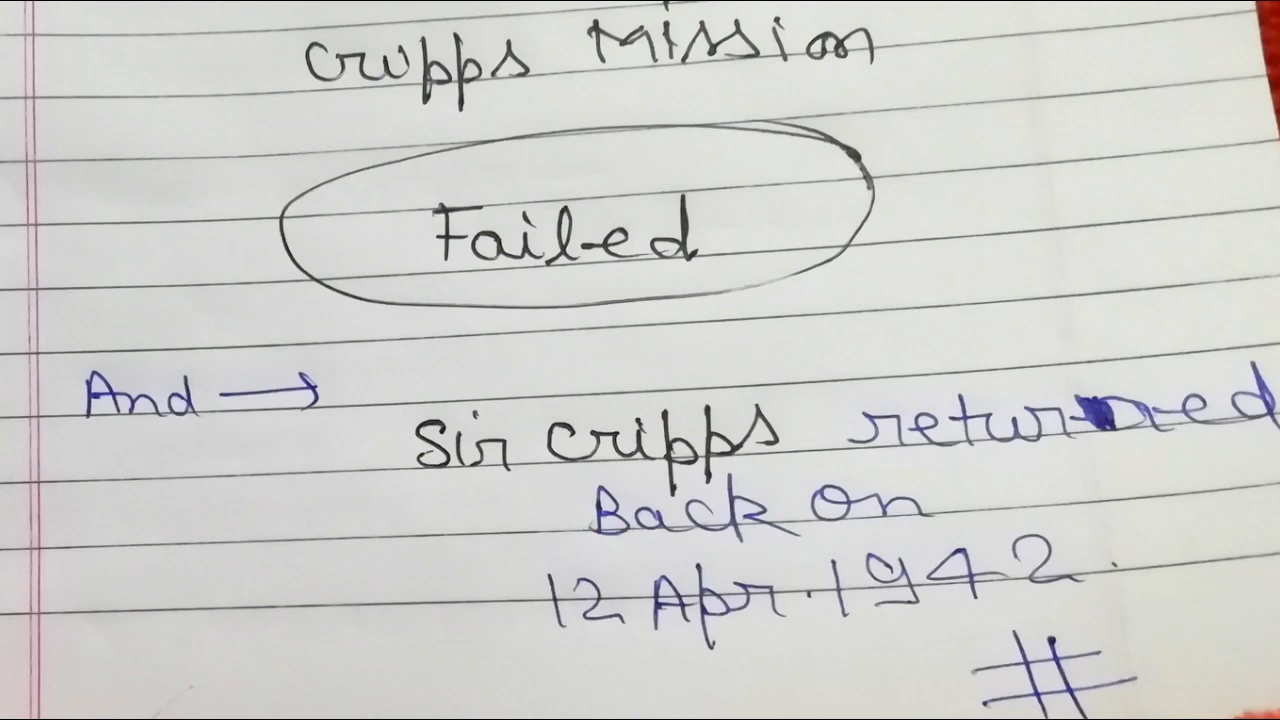 Cripps Mission
Failed
And →
Sir Cripps returned
Back On
12 Apr. 1942.
#